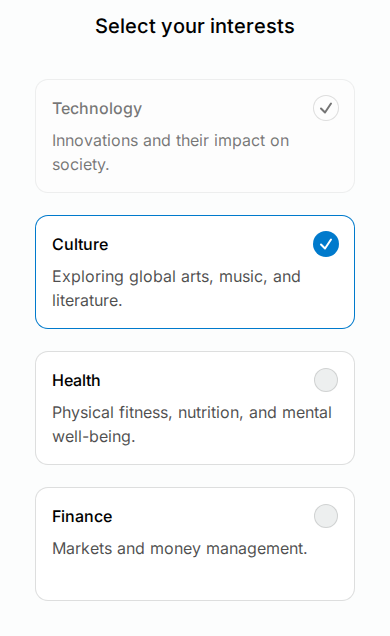 Select your interests
Technology
Innovations and their impact on
society.
Culture
Exploring global arts, music, and
literature.
Health
Physical fitness, nutrition, and mental
well-being.
Finance
Markets and money management.